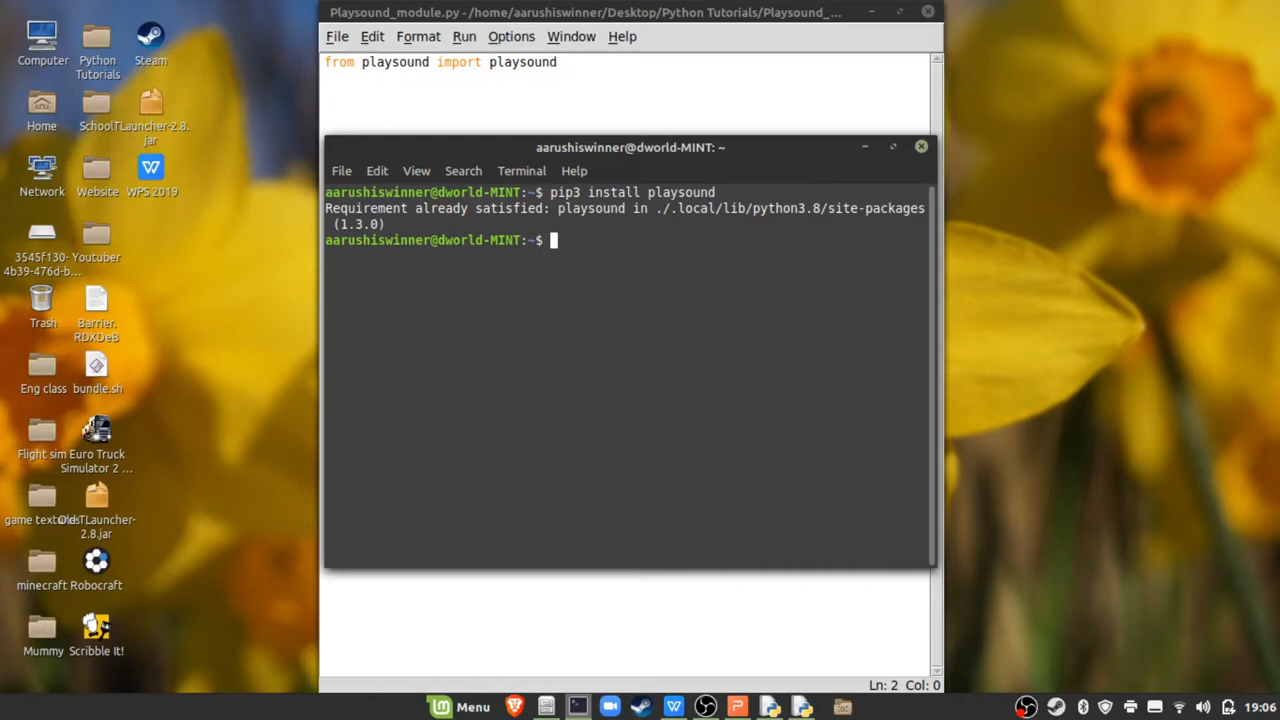 Playsound_module.py - /home/aarushiswinner/Desktop/Python Tutorials/Playsound_...
File Edit Format Run Options Window Help
from playsound import playsound
aarushiswinner@dworld-MINT: ~
File Edit View Search Terminal Help
aarushiswinner@dworld-MINT:~$ pip3 install playsound
Requirement already satisfied: playsound in ./.local/lib/python3.8/site-packages
(1.3.0)
aarushiswinner@dworld-MINT:~$
Ln: 2 Col: 0
Computer
Python
Tutorials
Steam
Home
School
TLauncher-2.8.
jar
Network
Website
WPS 2019
3545f130-
4b39-476d-b...
Youtuber
Trash
Barrier.
RDXDeB
Eng class
bundle.sh
Flight sim
Euro Truck
Simulator 2 ...
game textures
Old TLauncher-
2.8.jar
minecraft
Robocraft
Mummy
Scribble It!
Menu
19:06